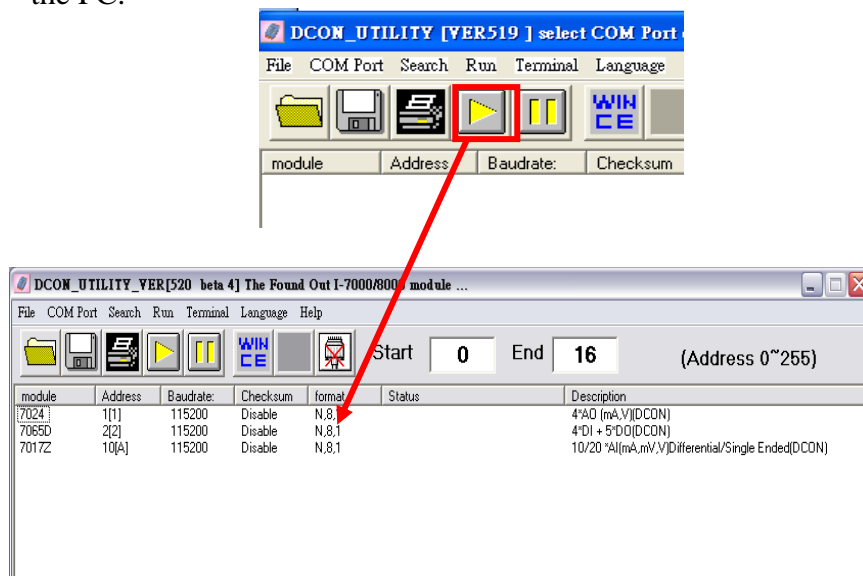 the PC.
DCON_UTILITY [VER519 ] select COM Port
File COM Port Search Run Terminal Language
WIN
CE
module Address Baudrate: Checksum
DCON_UTILITY_VER[520 beta 4] The Found Out I-7000/8000 module ...
File COM Port Search Run Terminal Language Help
WIN
CE
Start 0 End 16 (Address 0~255)
module Address Baudrate: Checksum format Status Description
7024 1[1] 115200 Disable N,8,1 4*AO (mA,V)(DCON)
7065D 2[2] 115200 Disable N,8,1 4*DI + 5*DO(DCON)
7017Z 10[A] 115200 Disable N,8,1 10/20 *AI(mA,mV,V)Differential/Single Ended(DCON)